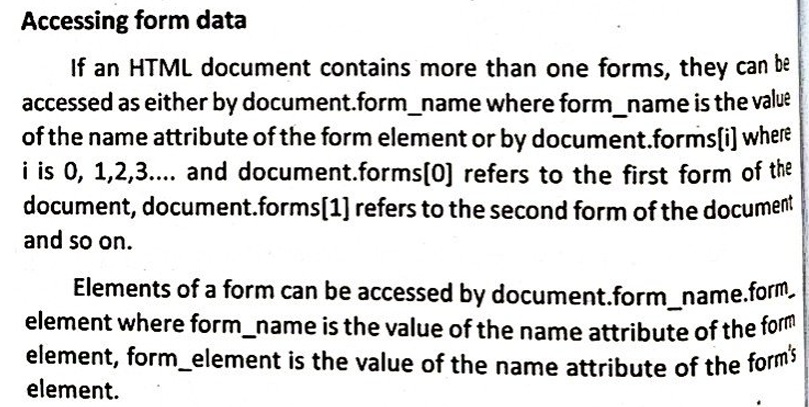 Accessing form data
If an HTML document contains more than one forms, they can be
accessed as either by document.form_name where form_name is the value
of the name attribute of the form element or by document.forms[i] where
i is 0, 1,2,3.... and document.forms[0] refers to the first form of the
document, document.forms[1] refers to the second form of the document
and so on.
Elements of a form can be accessed by document.form_name.form_
element where form_name is the value of the name attribute of the form
element, form_element is the value of the name attribute of the form's
element.